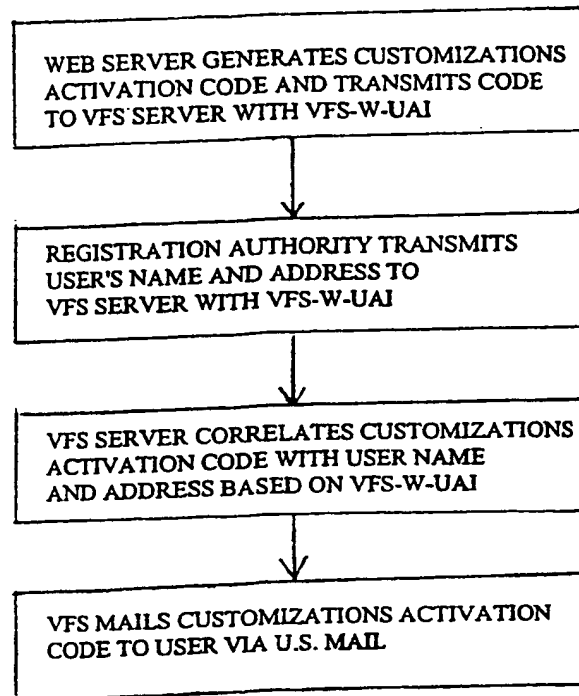 WEB SERVER GENERATES CUSTOMIZATIONS
ACTIVATION CODE AND TRANSMITS CODE
TO VFS SERVER WITH VFS-W-UAI
REGISTRATION AUTHORITY TRANSMITS
USER'S NAME AND ADDRESS TO
VFS SERVER WITH VFS-W-UAI
VFS SERVER CORRELATES CUSTOMIZATIONS
ACTIVATION CODE WITH USER NAME
AND ADDRESS BASED ON VFS-W-UAI
VFS MAILS CUSTOMIZATIONS ACTIVATION
CODE TO USER VIA U.S. MAIL